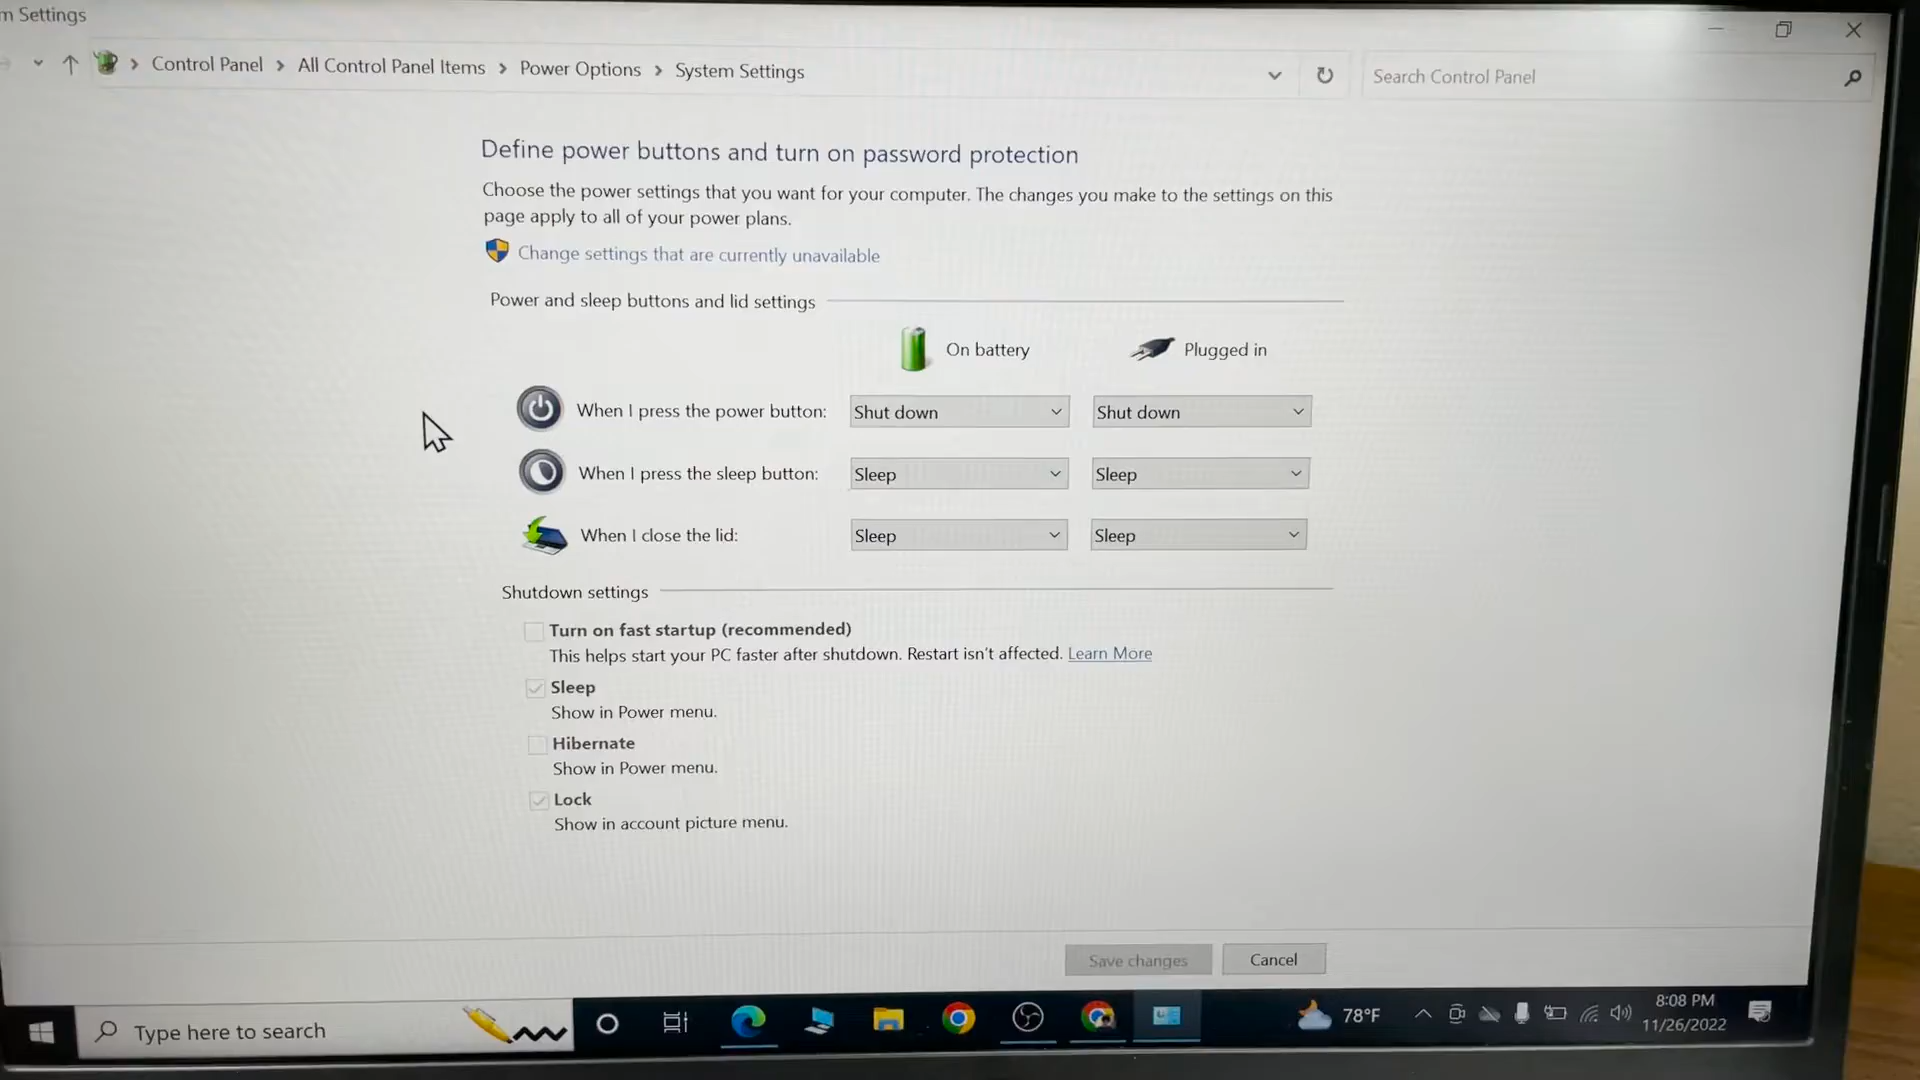 m Settings
Control Panel > All Control Panel Items > Power Options > System Settings
Search Control Panel
Define power buttons and turn on password protection
Choose the power settings that you want for your computer. The changes you make to the settings on this
page apply to all of your power plans.
Change settings that are currently unavailable
Power and sleep buttons and lid settings
On battery
Plugged in
When I press the power button:
Shut down
Shut down
When I press the sleep button:
Sleep
Sleep
When I close the lid:
Sleep
Sleep
Shutdown settings
Turn on fast startup (recommended)
This helps start your PC faster after shutdown. Restart isn't affected. Learn More
Sleep
Show in Power menu.
Hibernate
Show in Power menu.
Lock
Show in account picture menu.
Save changes
Cancel
Type here to search
78°F
8:08 PM
11/26/2022